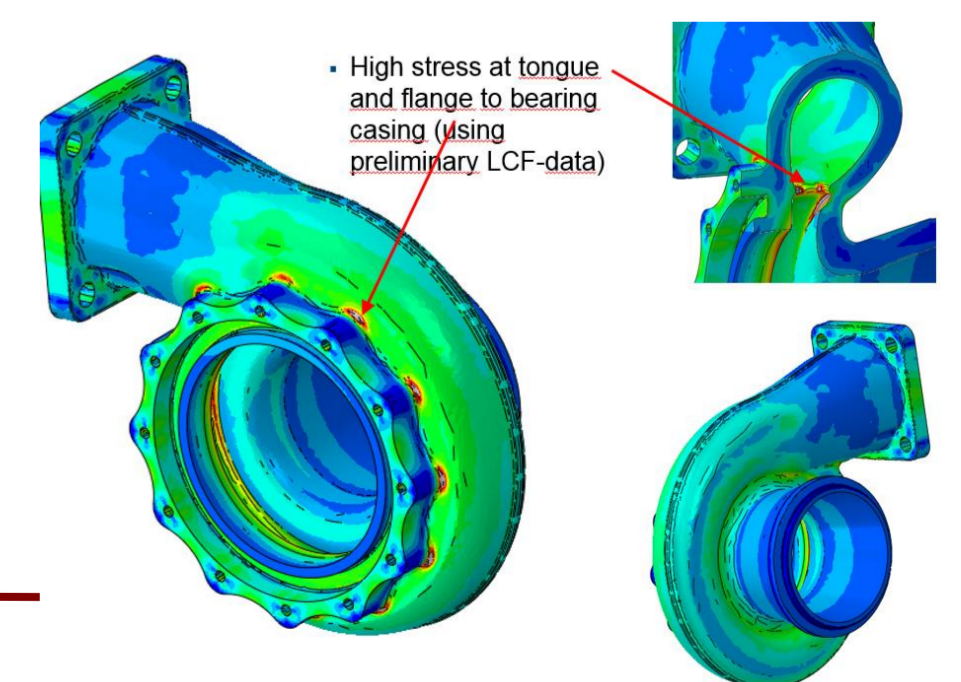 ▪ High stress at tongue
and flange to bearing
casing (using
preliminary LCF-data)